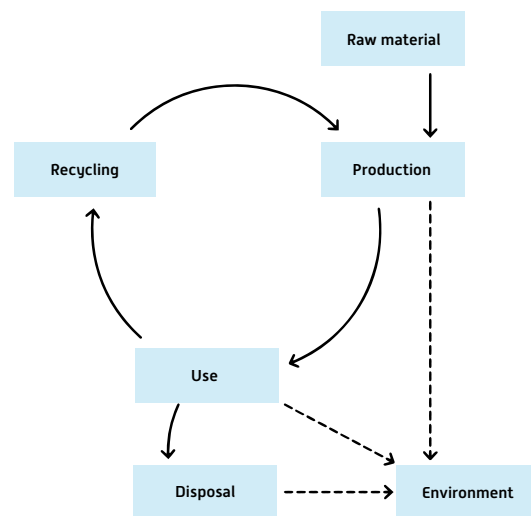 Raw material
Recycling
Production
Use
Disposal
Environment